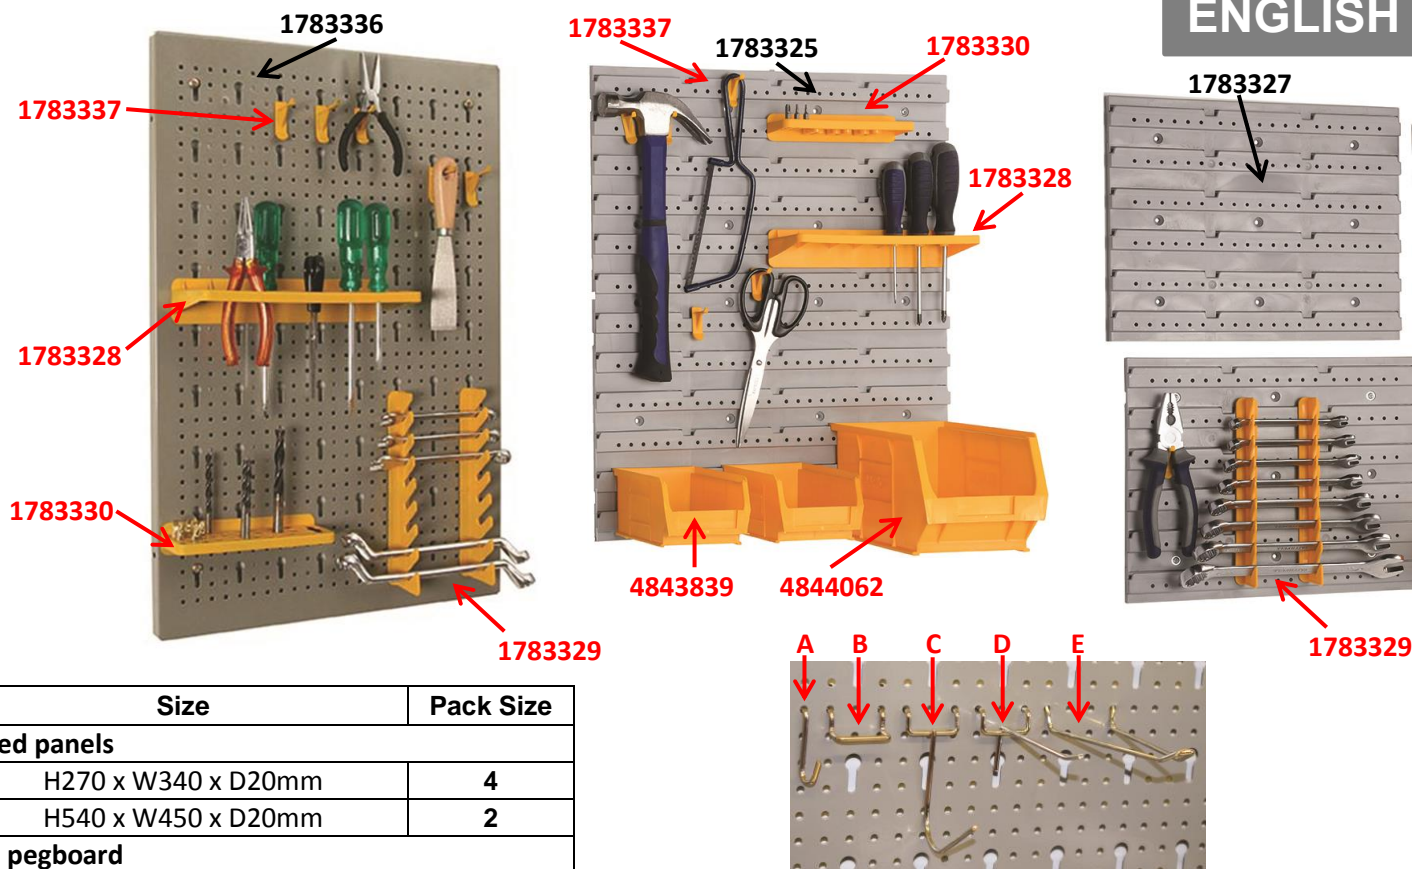 ENGLISH
1783336
1783337
1783328
1783330
1783329
1783337
1783325
1783330
1783328
4843839
4844062
1783327
1783329
A B C D E
Size Pack Size
ed panels
H270 x W340 x D20mm 4
H540 x W450 x D20mm 2
pegboard